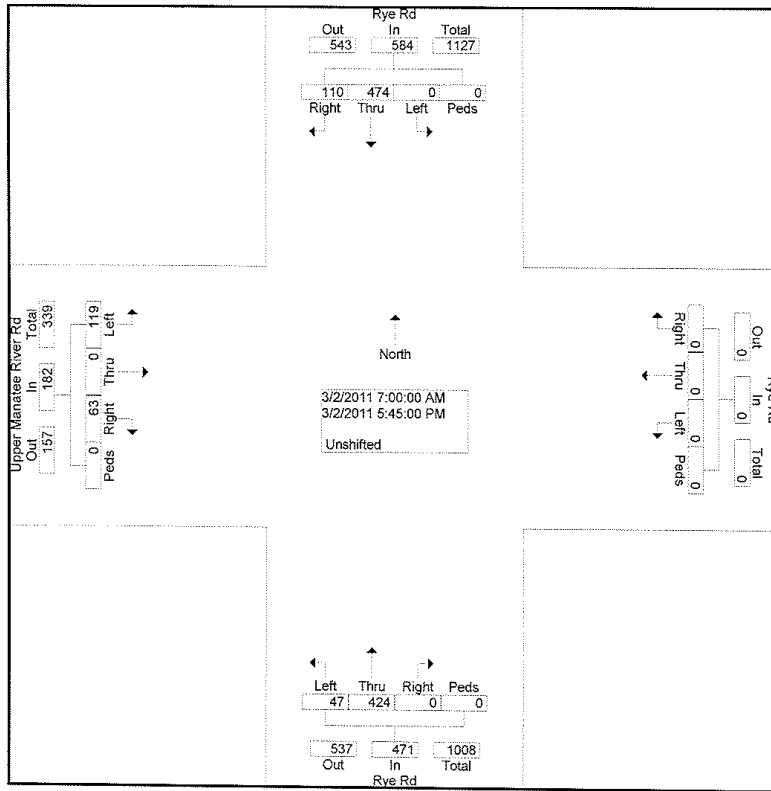 Rye Rd
Out In Total
543 584 1127
110 474 0 0
Right Thru Left Peds
Upper Manatee River Rd
Out In Total
157 182 339
Left Thru Right Peds
119 0 63 0
North
3/2/2011 7:00:00 AM
3/2/2011 5:45:00 PM
Unshifted
Right Thru Left Peds
0 0 0 0
Out In Total
0 0 0
Rye Rd
Left Thru Right Peds
47 424 0 0
537 471 1008
Out In Total
Rye Rd